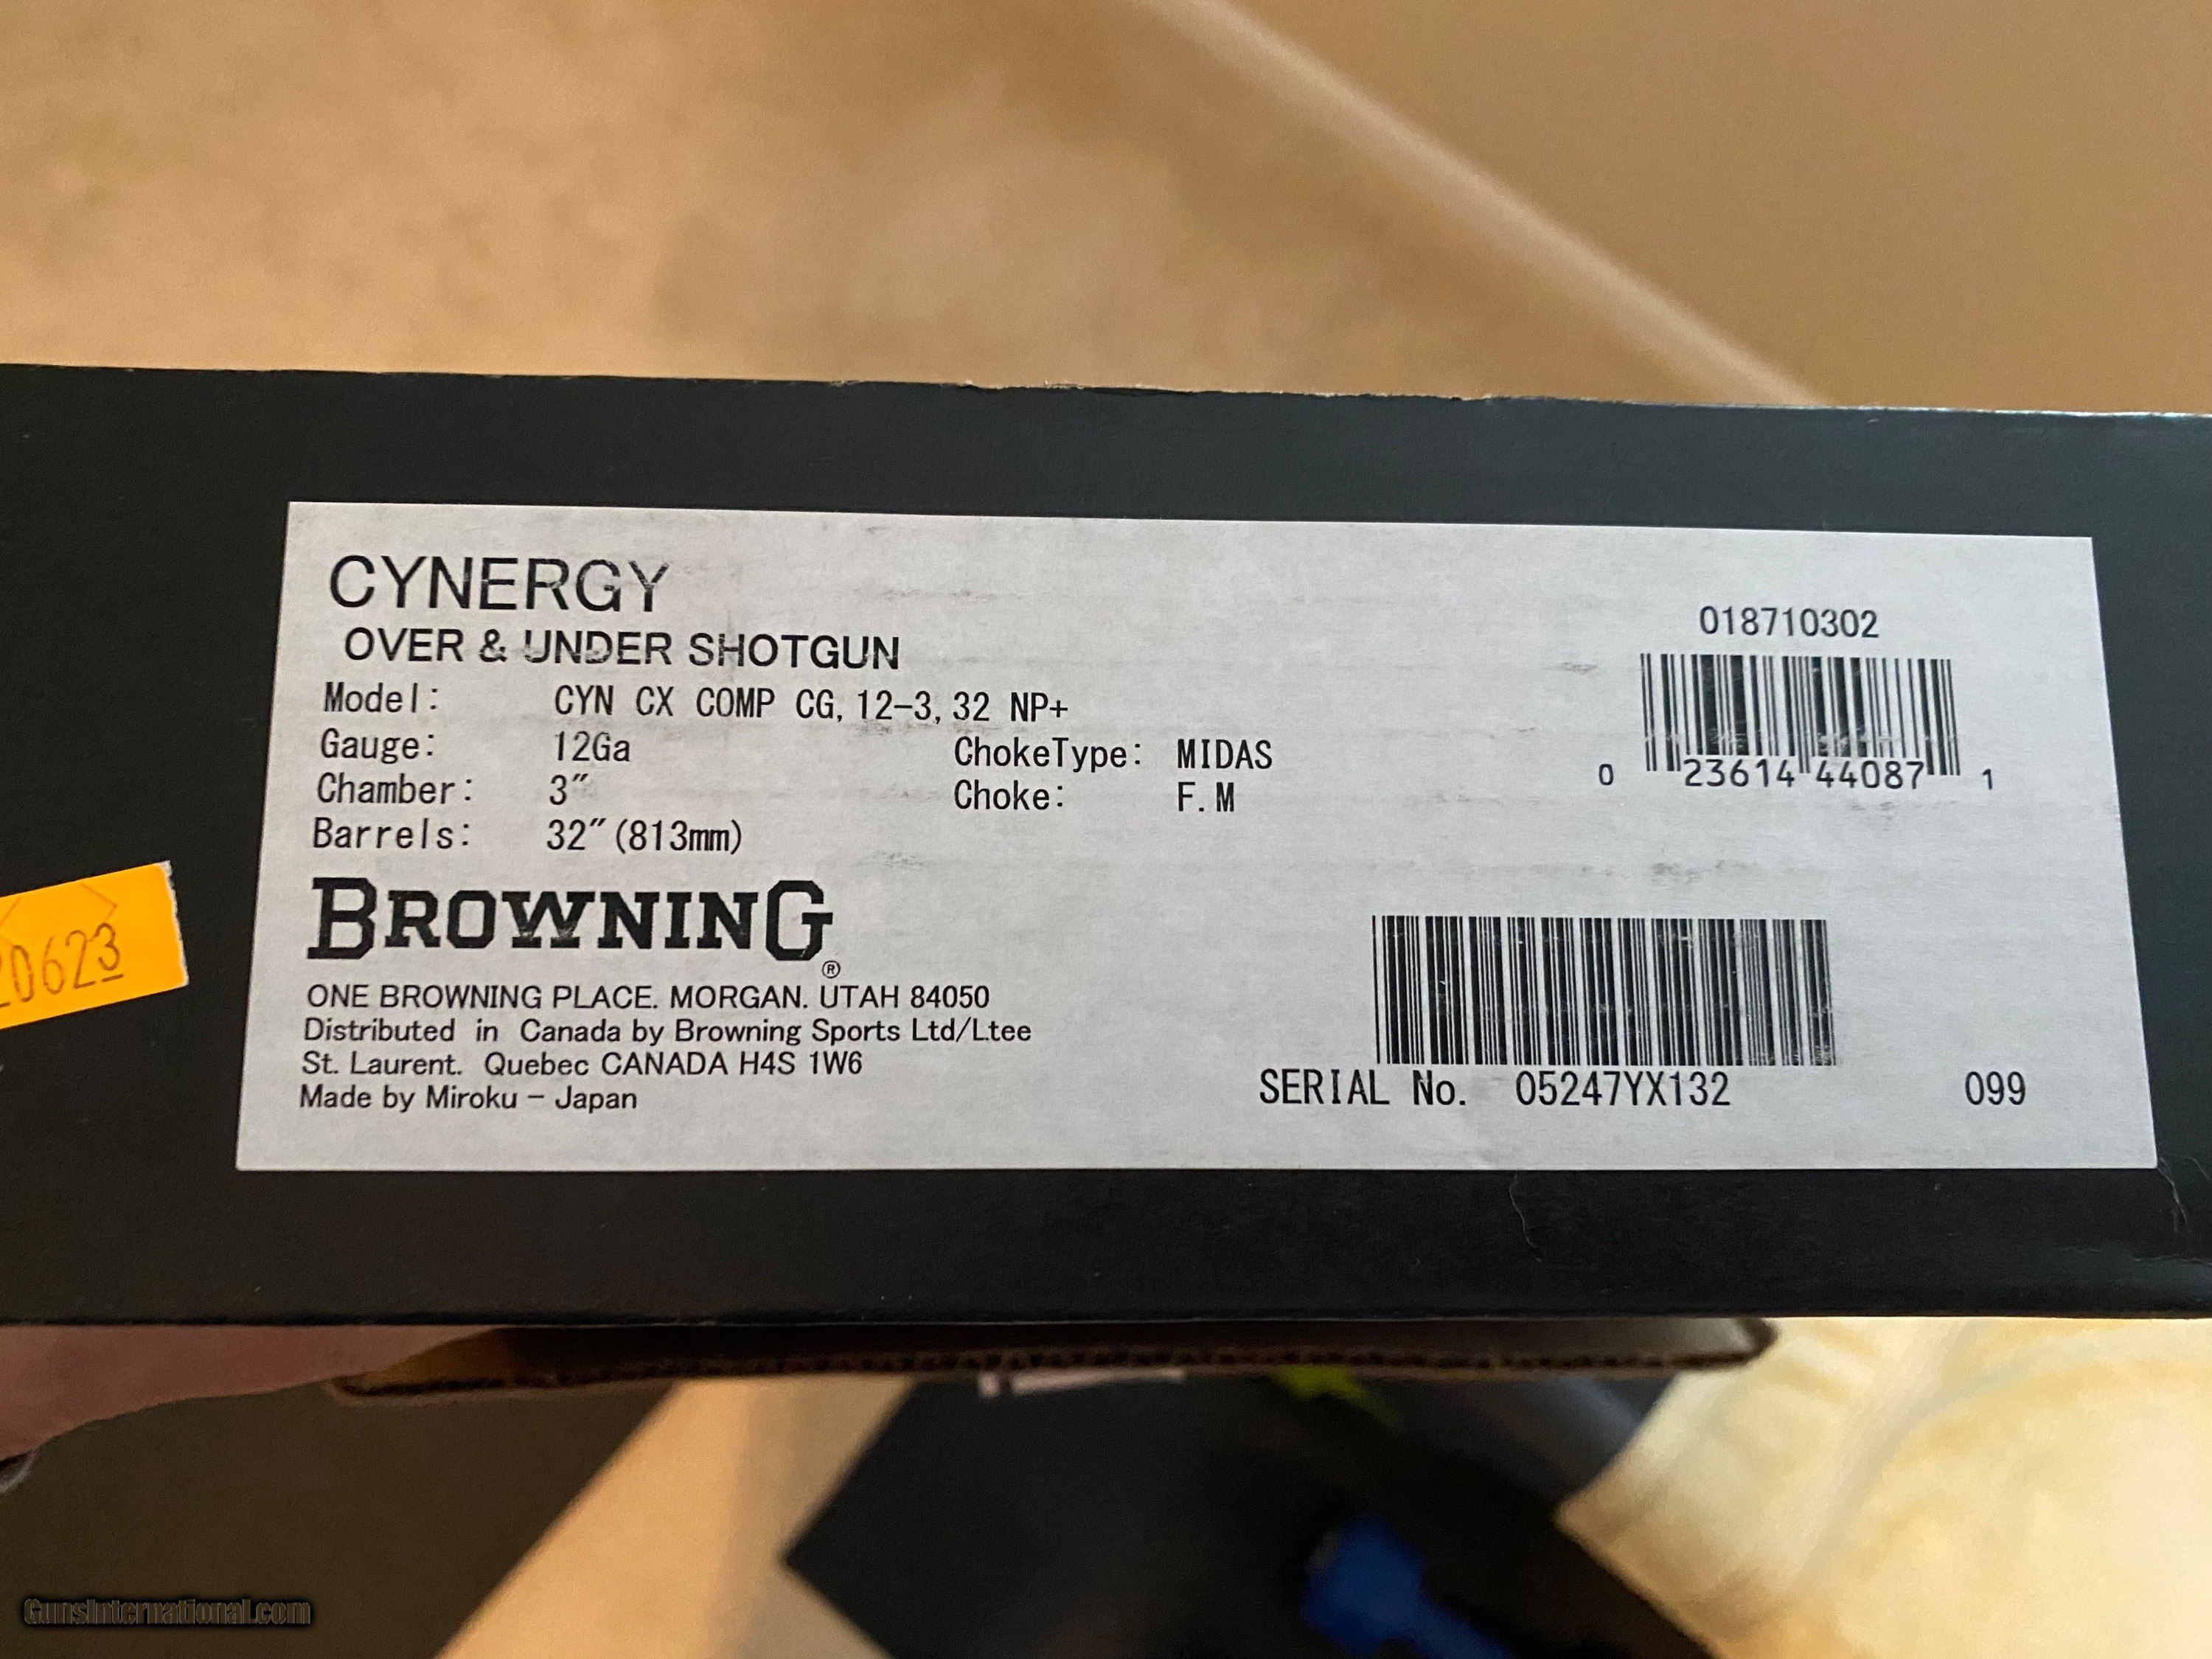 CYNERGY
OVER & UNDER SHOTGUN
Model: CYN CX COMP CG, 12-3, 32 NP+
Gauge: 12Ga ChokeType: MIDAS
Chamber: 3" Choke: F.M
Barrels: 32"(813mm)
018710302
0 23614 44087 1
BROWNING®
ONE BROWNING PLACE. MORGAN. UTAH 84050
Distributed in Canada by Browning Sports Ltd/Ltee
St. Laurent. Quebec CANADA H4S 1W6
Made by Miroku - Japan
SERIAL No. 05247YX132 099
0623
GunsInternational.com